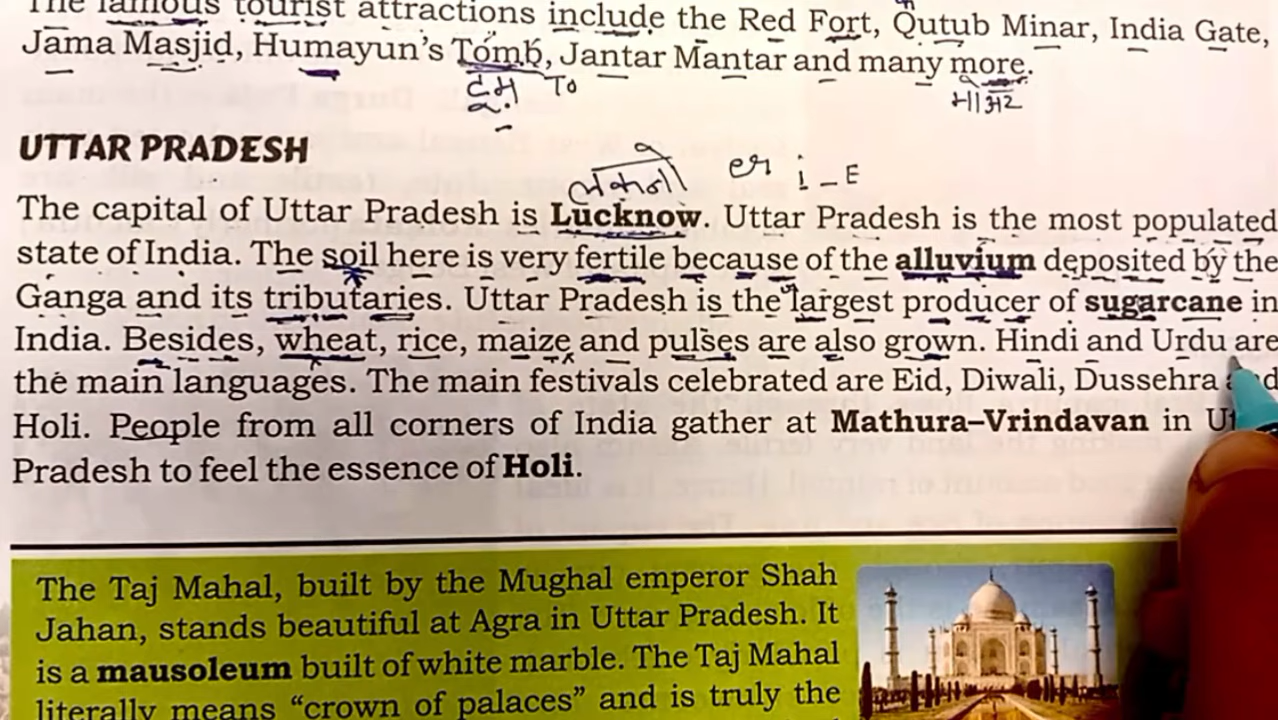 The famous tourist attractions include the Red Fort, Qutub Minar, India Gate,
Jama Masjid, Humayun's Tomb, Jantar Mantar and many more.
टूम To माअर
UTTAR PRADESH
er i - E
The capital of Uttar Pradesh is Lucknow. Uttar Pradesh is the most populated
state of India. The soil here is very fertile because of the alluvium deposited by the
Ganga and its tributaries. Uttar Pradesh is the largest producer of sugarcane in
India. Besides, wheat, rice, maize and pulses are also grown. Hindi and Urdu are
the main languages. The main festivals celebrated are Eid, Diwali, Dussehra
Holi. People from all corners of India gather at Mathura–Vrindavan in
Pradesh to feel the essence of Holi.
The Taj Mahal, built by the Mughal emperor Shah
Jahan, stands beautiful at Agra in Uttar Pradesh. It
is a mausoleum built of white marble. The Taj Mahal
literally means "crown of palaces" and is truly the